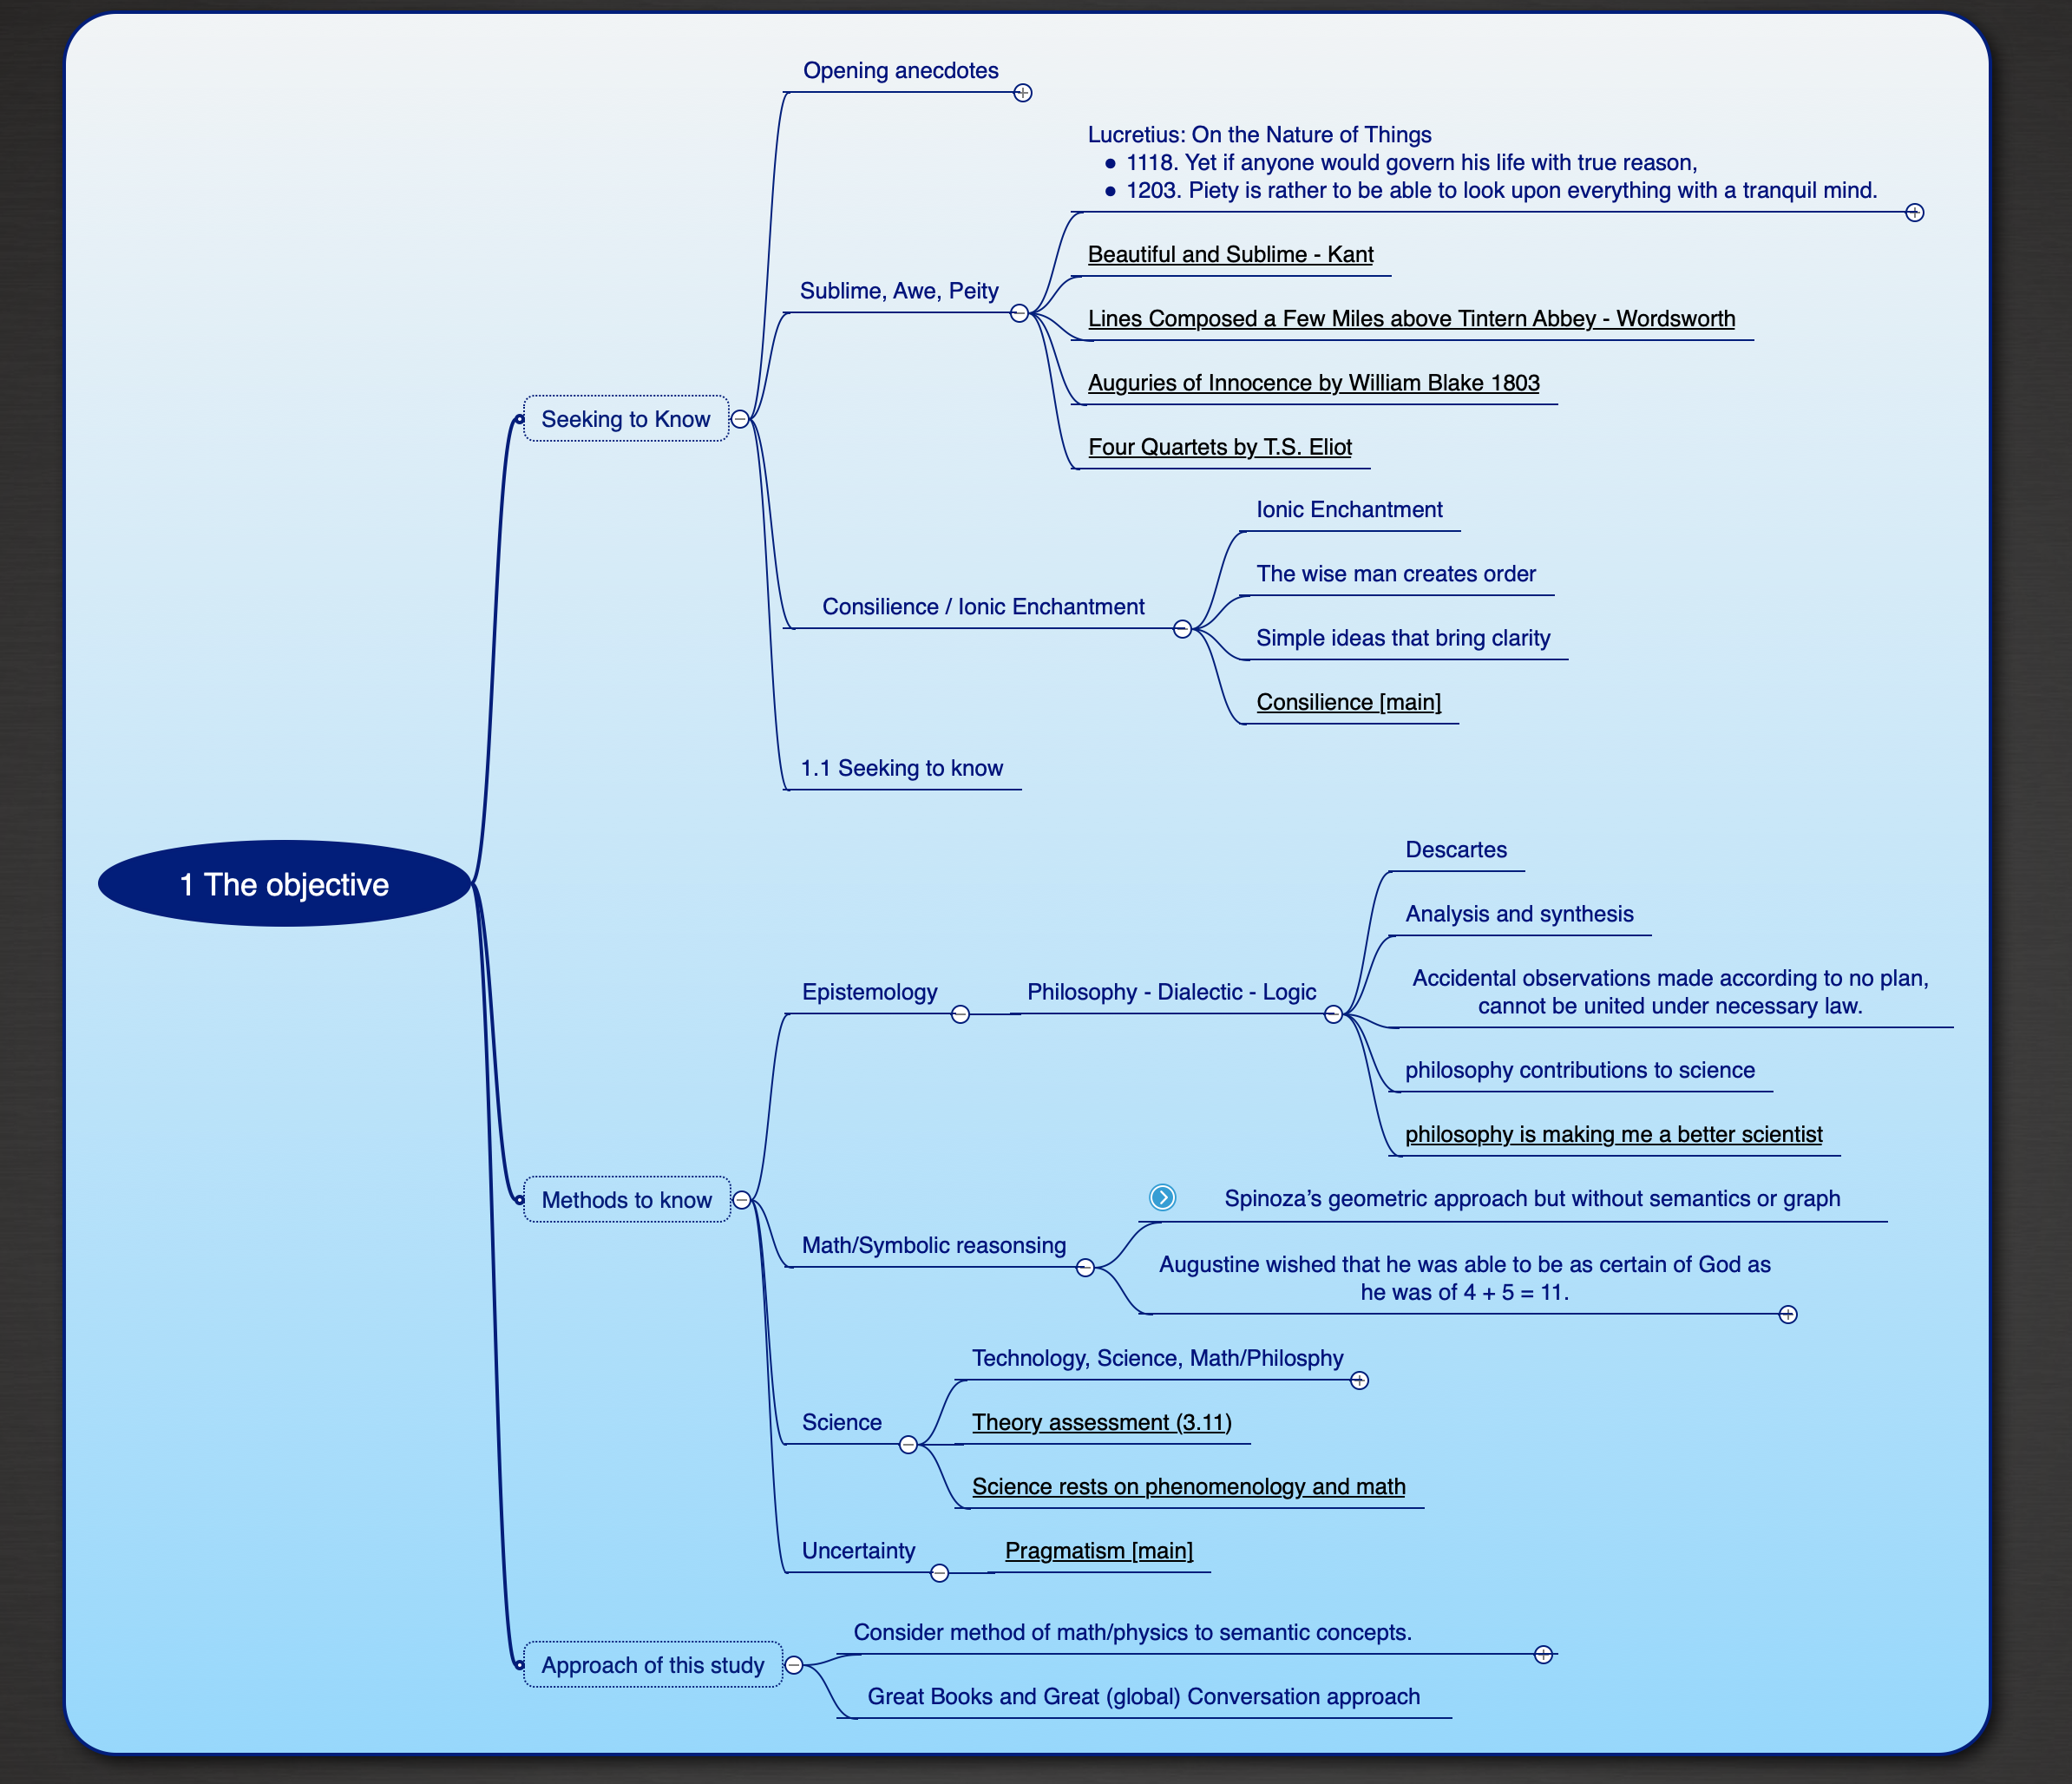 1 The objective
Seeking to Know
Opening anecdotes
Sublime, Awe, Peity
Lucretius: On the Nature of Things
• 1118. Yet if anyone would govern his life with true reason,
• 1203. Piety is rather to be able to look upon everything with a tranquil mind.
Beautiful and Sublime - Kant
Lines Composed a Few Miles above Tintern Abbey - Wordsworth
Auguries of Innocence by William Blake 1803
Four Quartets by T.S. Eliot
Consilience / Ionic Enchantment
Ionic Enchantment
The wise man creates order
Simple ideas that bring clarity
Consilience [main]
1.1 Seeking to know
Methods to know
Epistemology
Philosophy - Dialectic - Logic
Descartes
Analysis and synthesis
Accidental observations made according to no plan,
cannot be united under necessary law.
philosophy contributions to science
philosophy is making me a better scientist
Math/Symbolic reasonsing
Spinoza’s geometric approach but without semantics or graph
Augustine wished that he was able to be as certain of God as
he was of 4 + 5 = 11.
Science
Technology, Science, Math/Philosphy
Theory assessment (3.11)
Science rests on phenomenology and math
Uncertainty
Pragmatism [main]
Approach of this study
Consider method of math/physics to semantic concepts.
Great Books and Great (global) Conversation approach